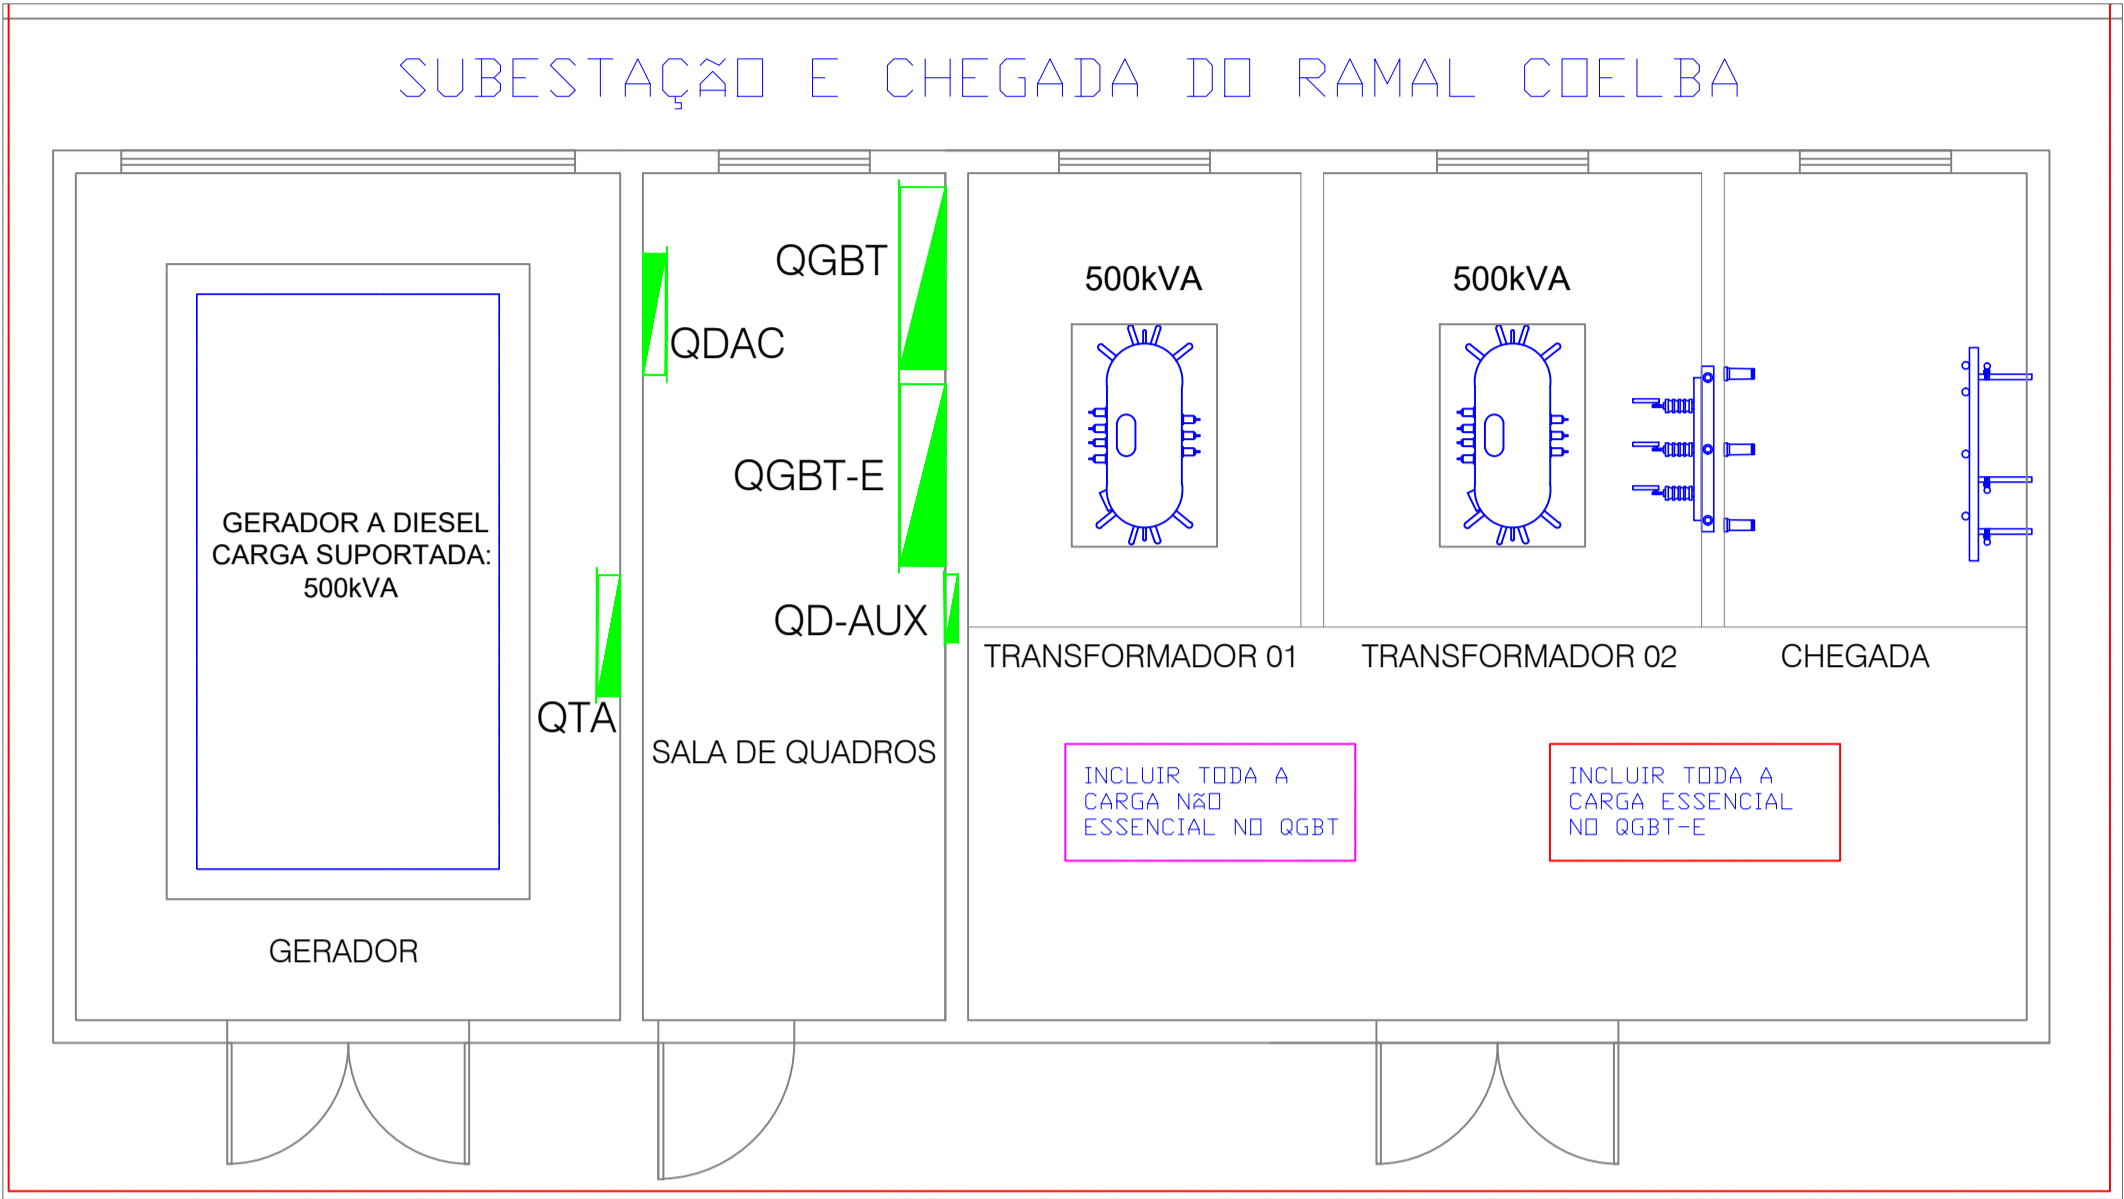 SUBESTAÇÃO E CHEGADA DO RAMAL COELBA
QGBT
500kVA
500kVA
QDAC
QGBT-E
GERADOR A DIESEL
CARGA SUPORTADA:
500kVA
QD-AUX
TRANSFORMADOR 01
TRANSFORMADOR 02
CHEGADA
QTA
SALA DE QUADROS
INCLUIR TODA A
CARGA NÃO
ESSENCIAL NO QGBT
INCLUIR TODA A
CARGA ESSENCIAL
NO QGBT-E
GERADOR